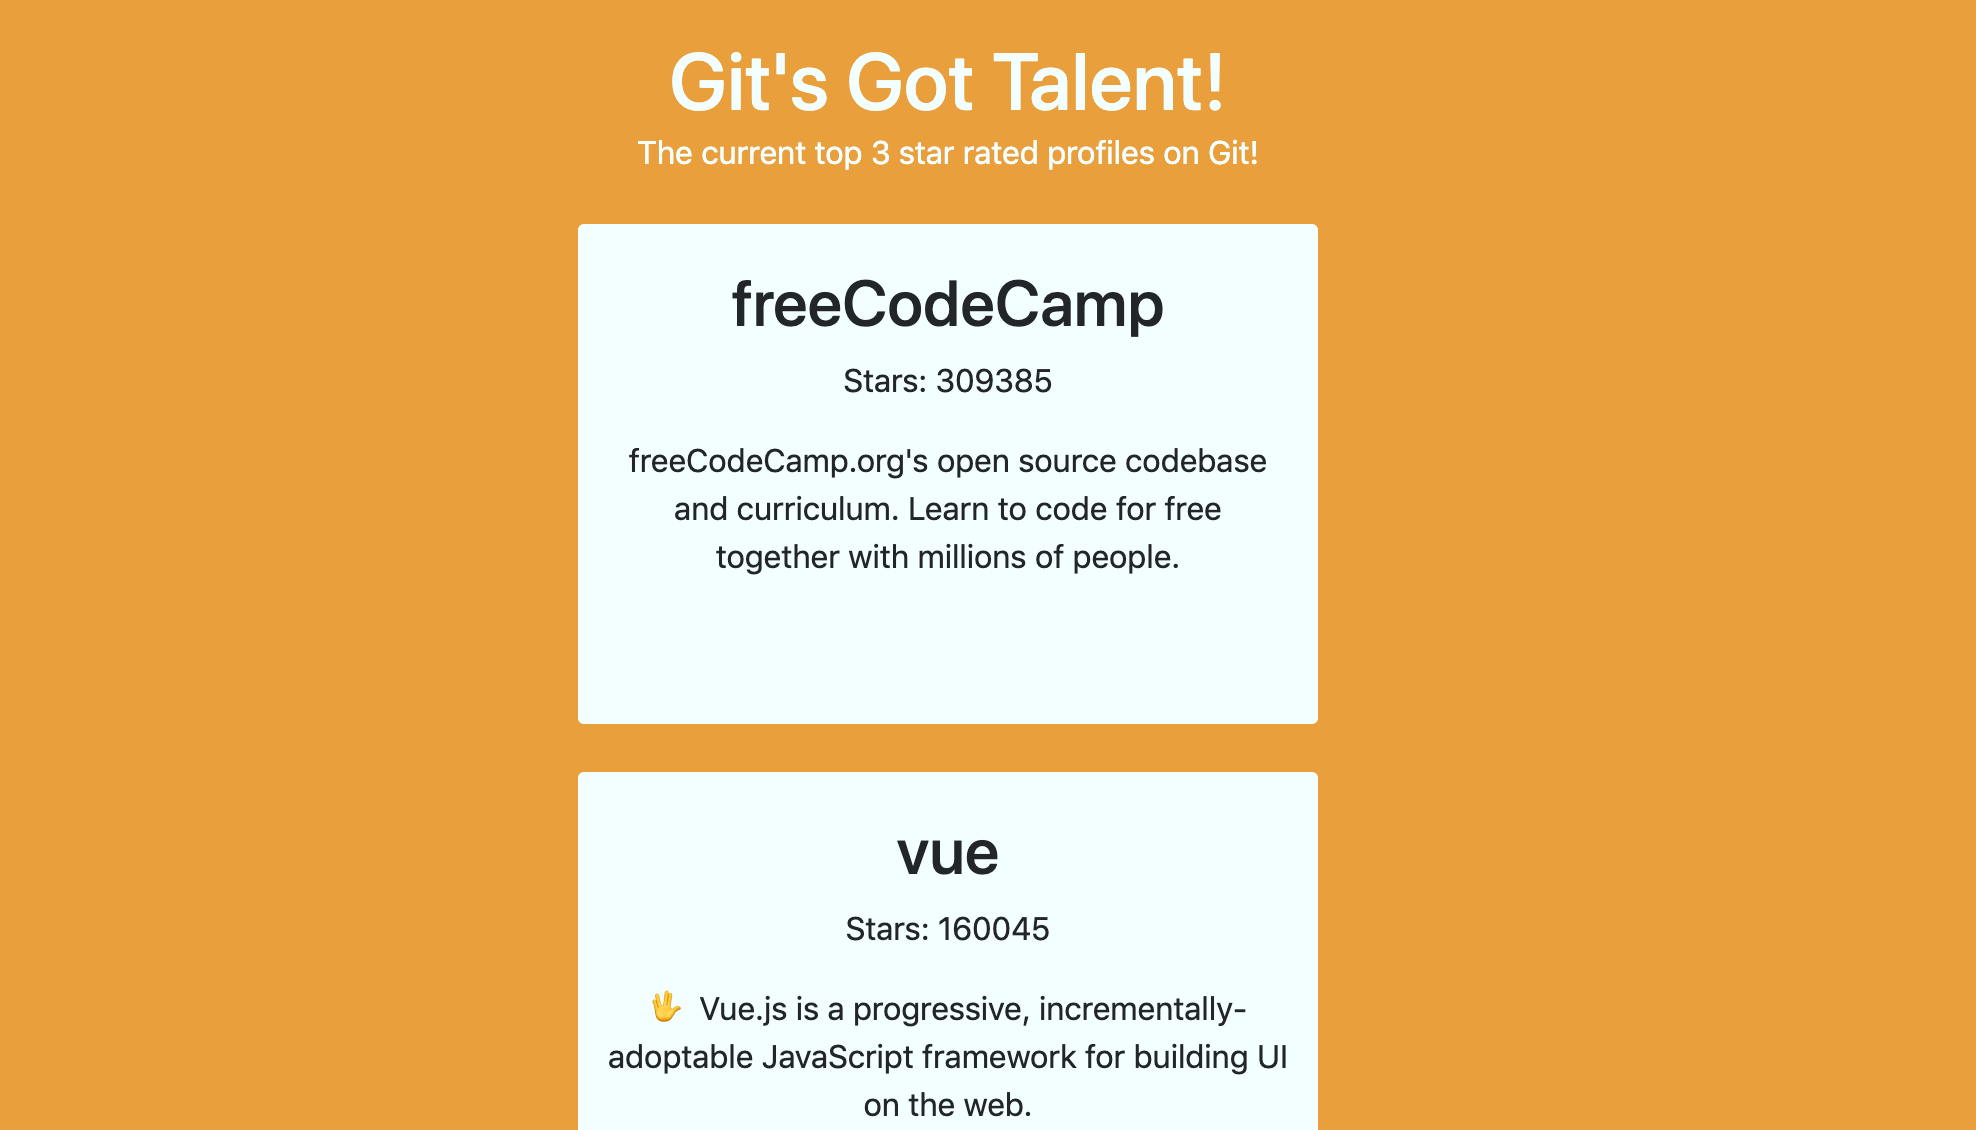 Git's Got Talent!
The current top 3 star rated profiles on Git!
freeCodeCamp
Stars: 309385
freeCodeCamp.org's open source codebase
and curriculum. Learn to code for free
together with millions of people.
vue
Stars: 160045
🖖 Vue.js is a progressive, incrementally-
adoptable JavaScript framework for building UI
on the web.